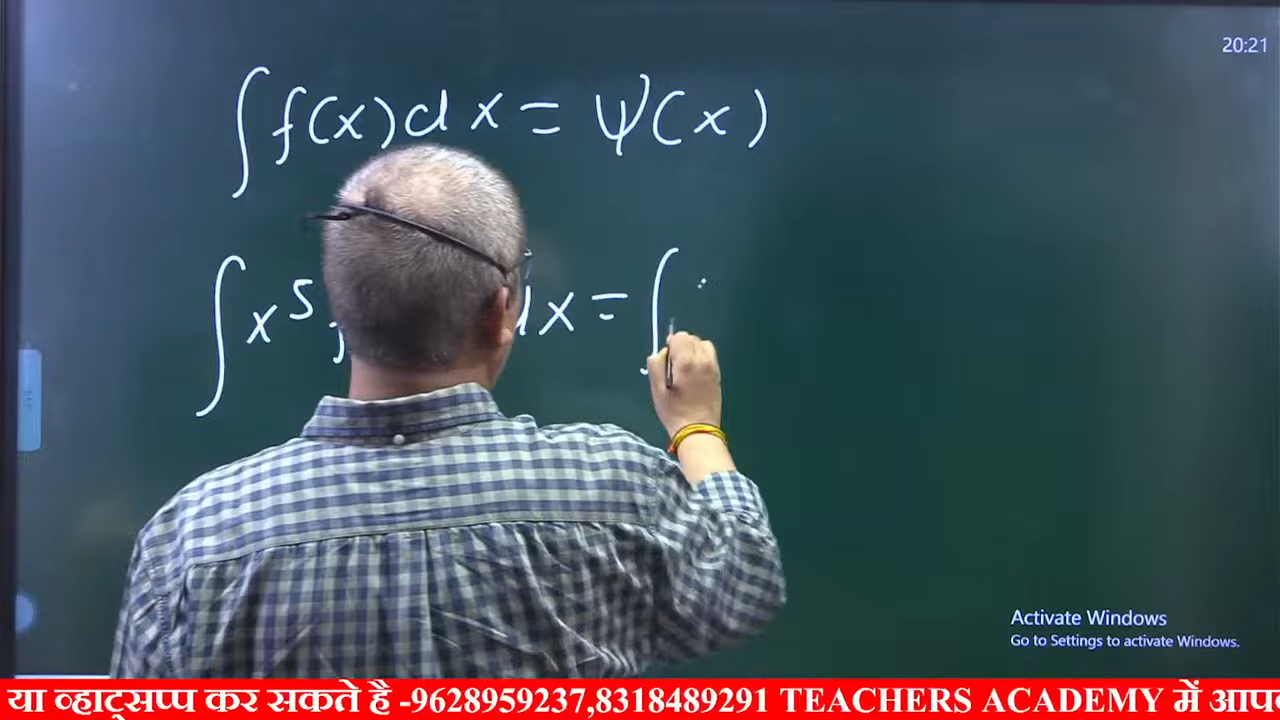 20:21
∫f(x)dx = ψ(x)
∫x⁵ dx = ∫
Activate Windows
Go to Settings to activate Windows.
या व्हाट्सप्प कर सकते है -9628959237,8318489291 TEACHERS ACADEMY में आप